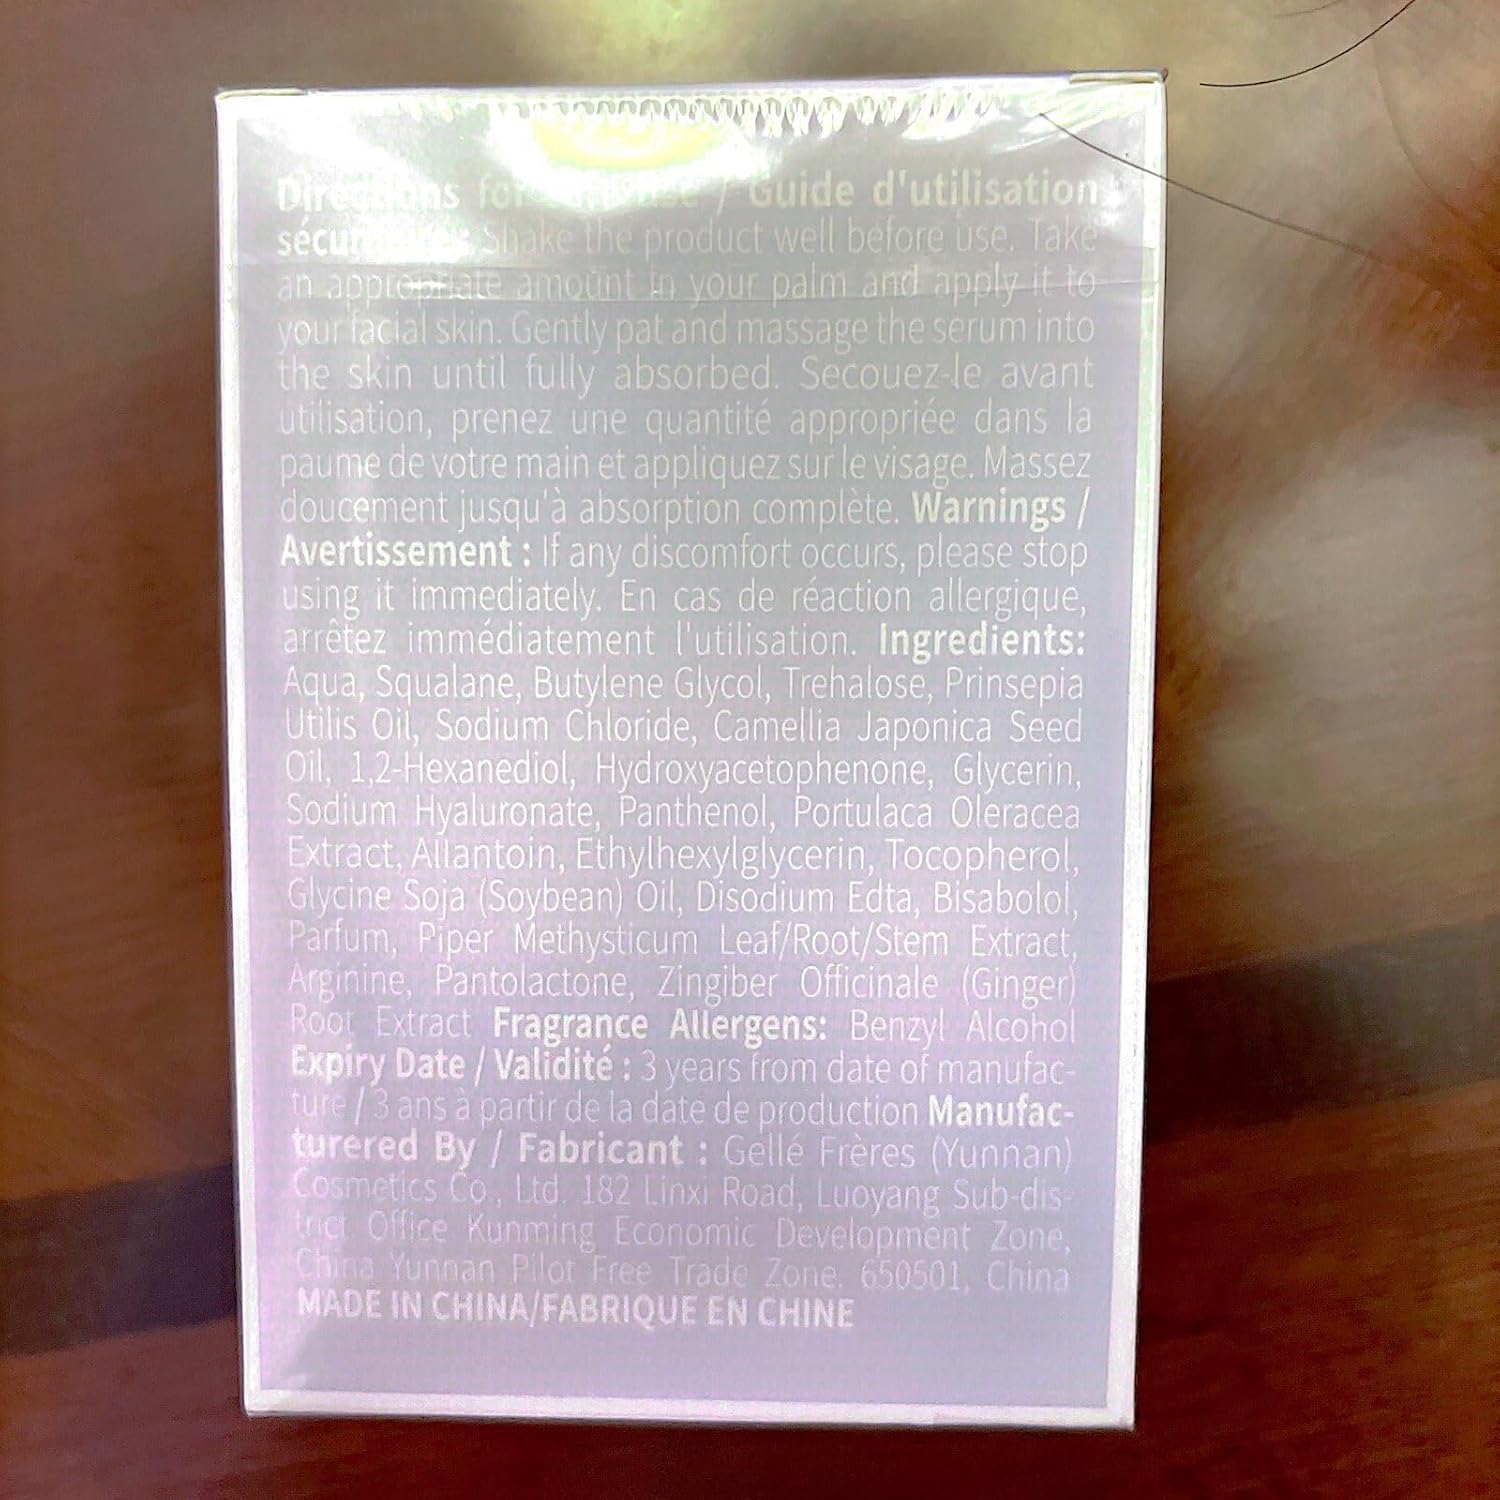 Directions for / Guide d'utilisation
Shake the product well before use. Take
an appropriate amount in your palm and apply it to
your facial skin. Gently pat and massage the serum into
the skin until fully absorbed. Secouez-le avant
utilisation, prenez une quantité appropriée dans la
paume de votre main et appliquez sur le visage. Massez
doucement jusqu'à absorption complète. Warnings /
Avertissement : If any discomfort occurs, please stop
using it immediately. En cas de réaction allergique,
arrêtez immédiatement l'utilisation. Ingredients:
Aqua, Squalane, Butylene Glycol, Trehalose, Prinsepia
Utilis Oil, Sodium Chloride, Camellia Japonica Seed
Oil, 1,2-Hexanediol, Hydroxyacetophenone, Glycerin,
Sodium Hyaluronate, Panthenol, Portulaca Oleracea
Extract, Allantoin, Ethylhexylglycerin, Tocopherol,
Glycine Soja (Soybean) Oil, Disodium Edta, Bisabolol,
Parfum, Piper Methysticum Leaf/Root/Stem Extract,
Arginine, Pantolactone, Zingiber Officinale (Ginger)
Root Extract Fragrance Allergens: Benzyl Alcohol
Expiry Date / Validité : 3 years from date of manufac-
ture / 3 ans à partir de la date de production Manufac-
turered By / Fabricant : Gellé Frères (Yunnan)
Cosmetics Co., Ltd. 182 Linxi Road, Luoyang Sub-dis-
trict Office Kunming Economic Development Zone,
China Yunnan Pilot Free Trade Zone. 650501, China
MADE IN CHINA/FABRIQUE EN CHINE